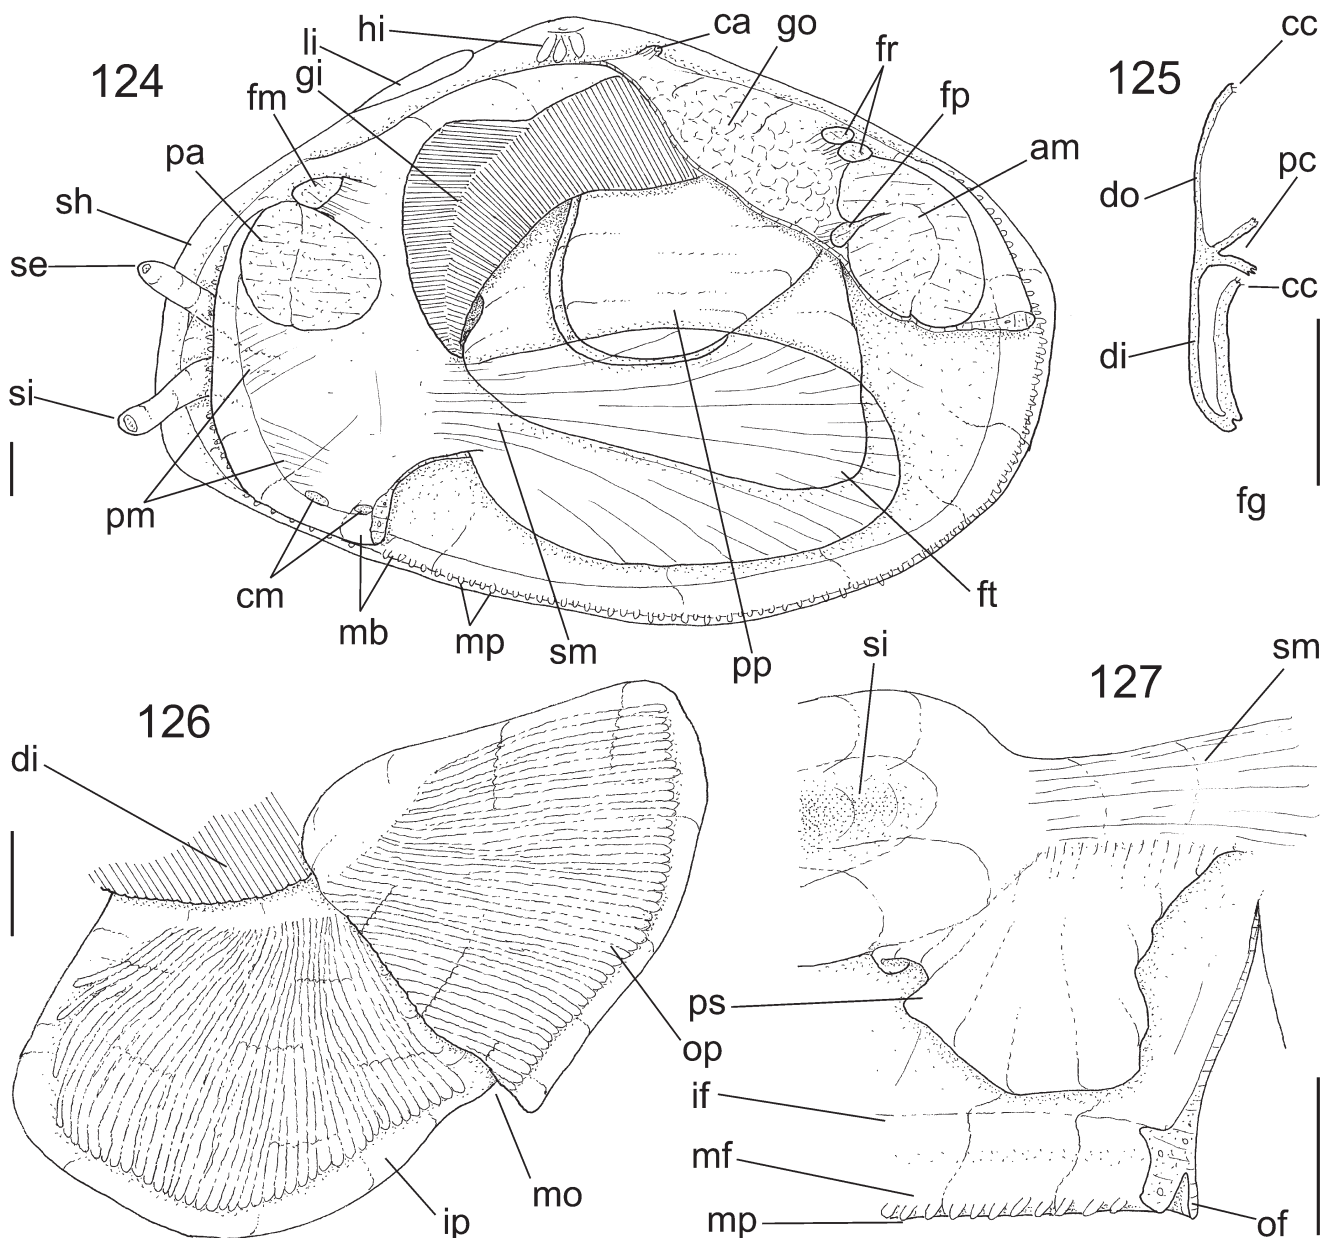 124
li
hi
ca
go
fr
gi
fm
fp
am
pa
sh
se
si
pm
cm
mb
mp
sm
pp
ft
125
cc
do
pc
cc
di
fg
126
di
op
mo
ip
127
si
sm
ps
if
mf
mp
of